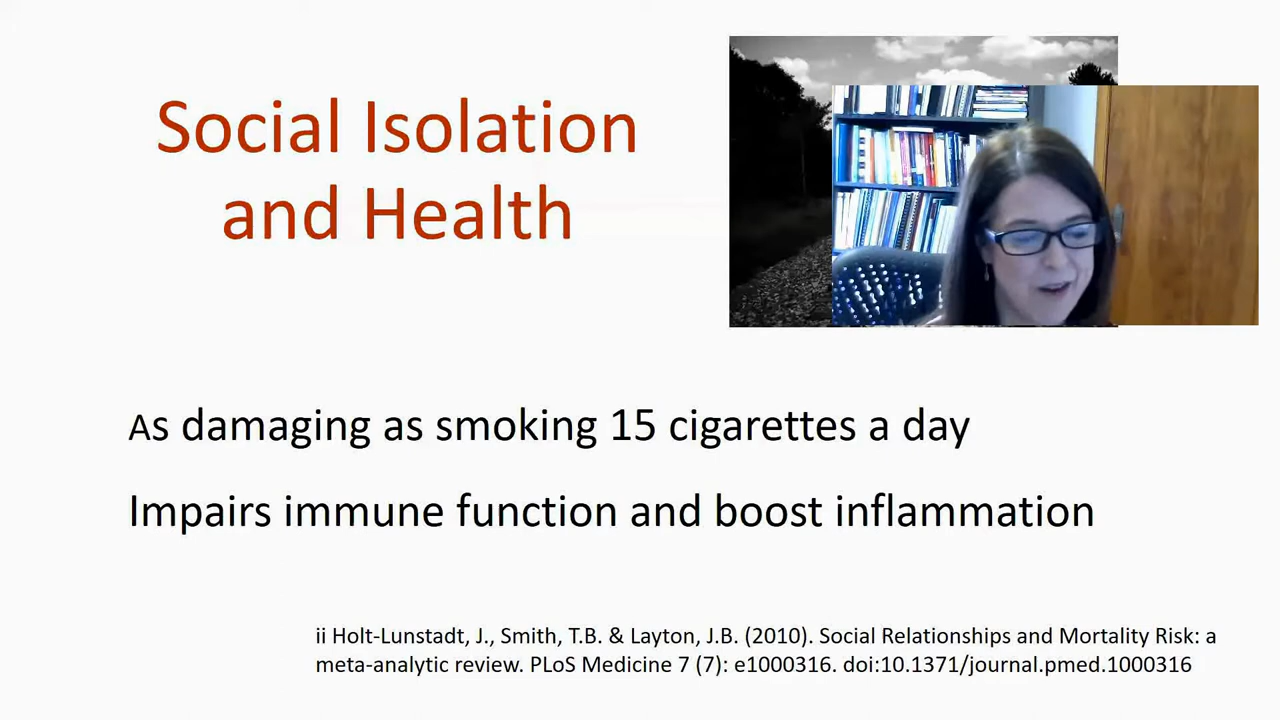 Social Isolation
and Health
As damaging as smoking 15 cigarettes a day
Impairs immune function and boost inflammation
ii Holt-Lunstadt, J., Smith, T.B. & Layton, J.B. (2010). Social Relationships and Mortality Risk: a
meta-analytic review. PLoS Medicine 7 (7): e1000316. doi:10.1371/journal.pmed.1000316